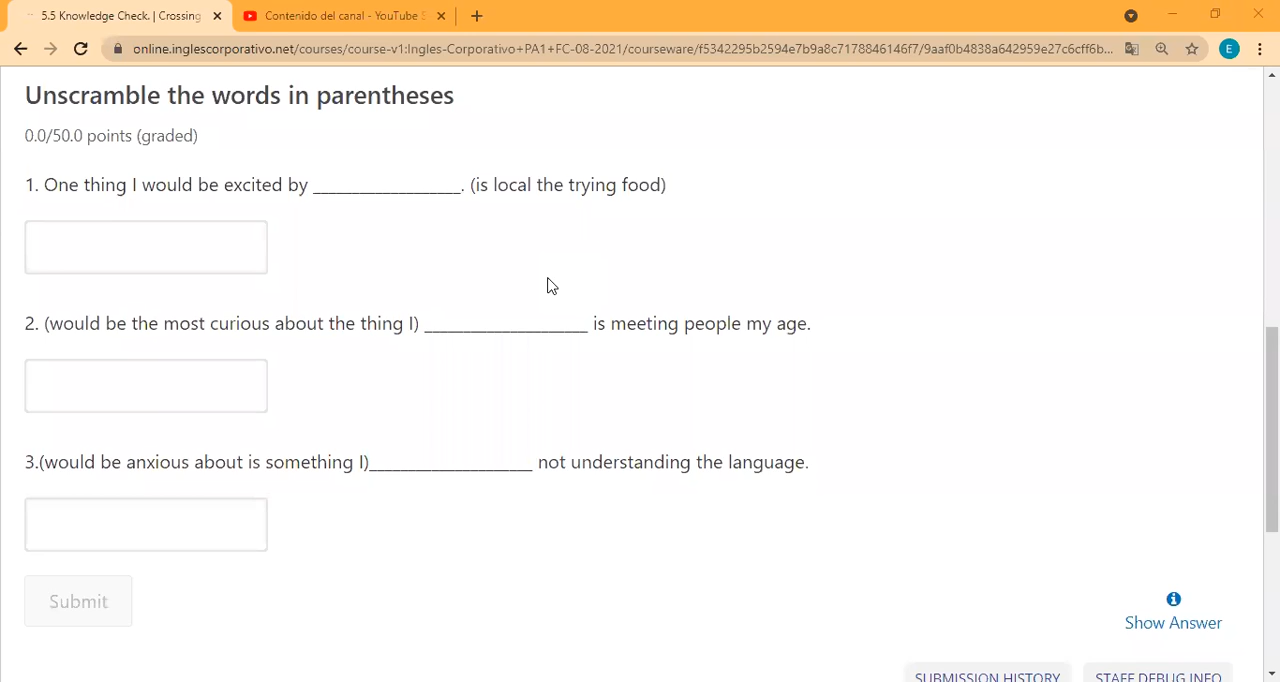 5.5 Knowledge Check. | Crossing
Contenido del canal - YouTube S
online.inglescorporativo.net/courses/course-v1:Ingles-Corporativo+PA1+FC-08-2021/courseware/f5342295b2594e7b9a8c7178846146f7/9aaf0b4838a642959e27c6cff6b...
E
Unscramble the words in parentheses
0.0/50.0 points (graded)
1. One thing I would be excited by _________________. (is local the trying food)
2. (would be the most curious about the thing I) ___________________ is meeting people my age.
3.(would be anxious about is something I)___________________ not understanding the language.
Submit
Show Answer
SUBMISSION HISTORY
STAFF DEBUG INFO